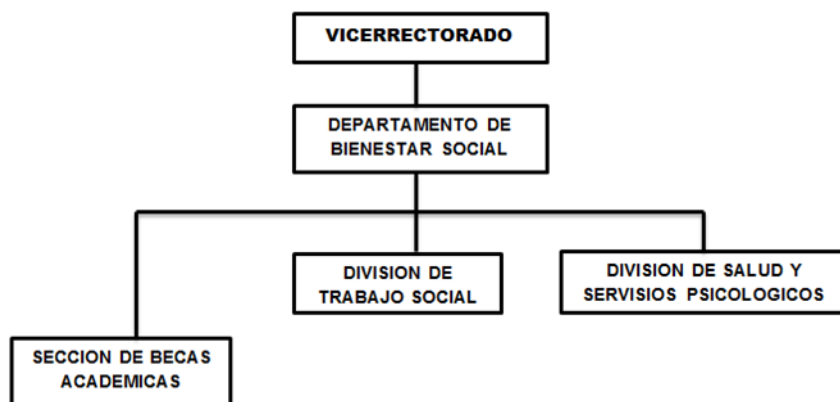 VICERRECTORADO
DEPARTAMENTO DE
BIENESTAR SOCIAL
DIVISION DE
TRABAJO SOCIAL
DIVISION DE SALUD Y
SERVISIOS PSICOLOGICOS
SECCION DE BECAS
ACADEMICAS